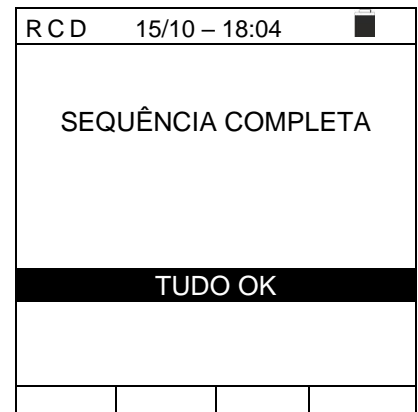 RCD 15/10 – 18:04
SEQUÊNCIA COMPLETA
TUDO OK